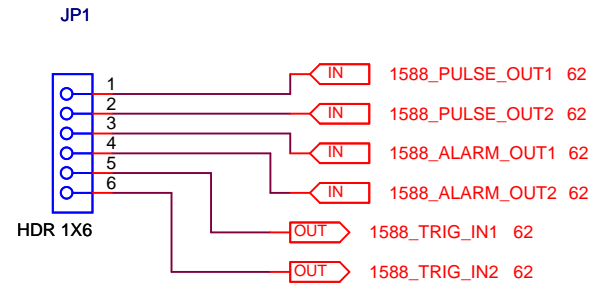 JP1
1 IN 1588_PULSE_OUT1 62
2 IN 1588_PULSE_OUT2 62
3 IN 1588_ALARM_OUT1 62
4 IN 1588_ALARM_OUT2 62
5 OUT 1588_TRIG_IN1 62
6 OUT 1588_TRIG_IN2 62
HDR 1X6